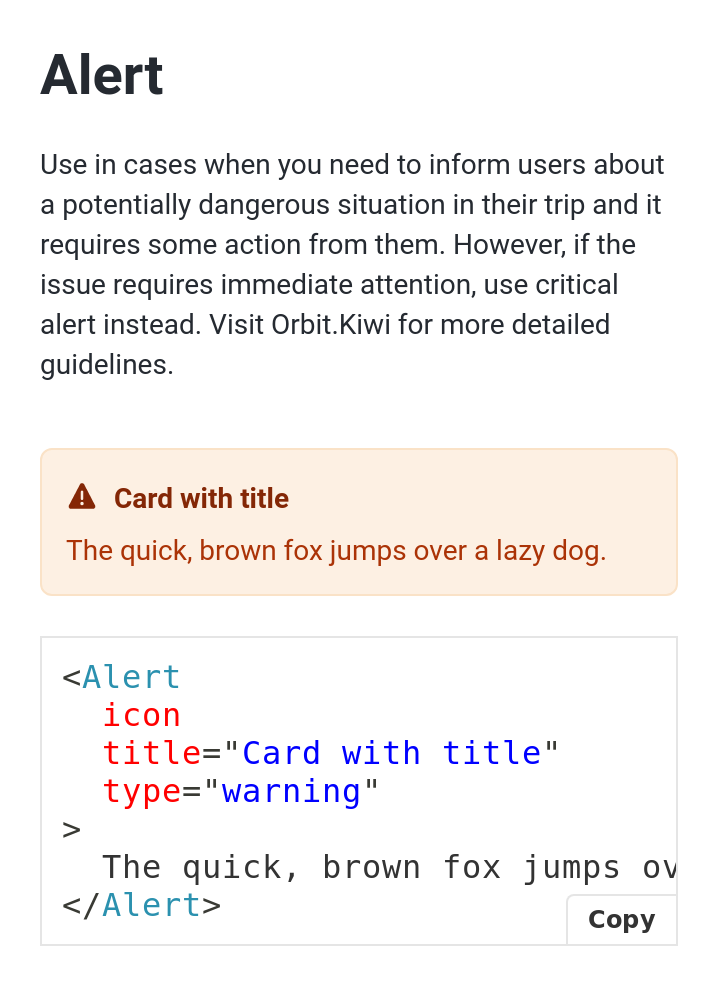 Alert
Use in cases when you need to inform users about
a potentially dangerous situation in their trip and it
requires some action from them. However, if the
issue requires immediate attention, use critical
alert instead. Visit Orbit.Kiwi for more detailed
guidelines.
Card with title
The quick, brown fox jumps over a lazy dog.
<Alert
  icon
  title="Card with title"
  type="warning"
>
  The quick, brown fox jumps ov
</Alert>
Copy